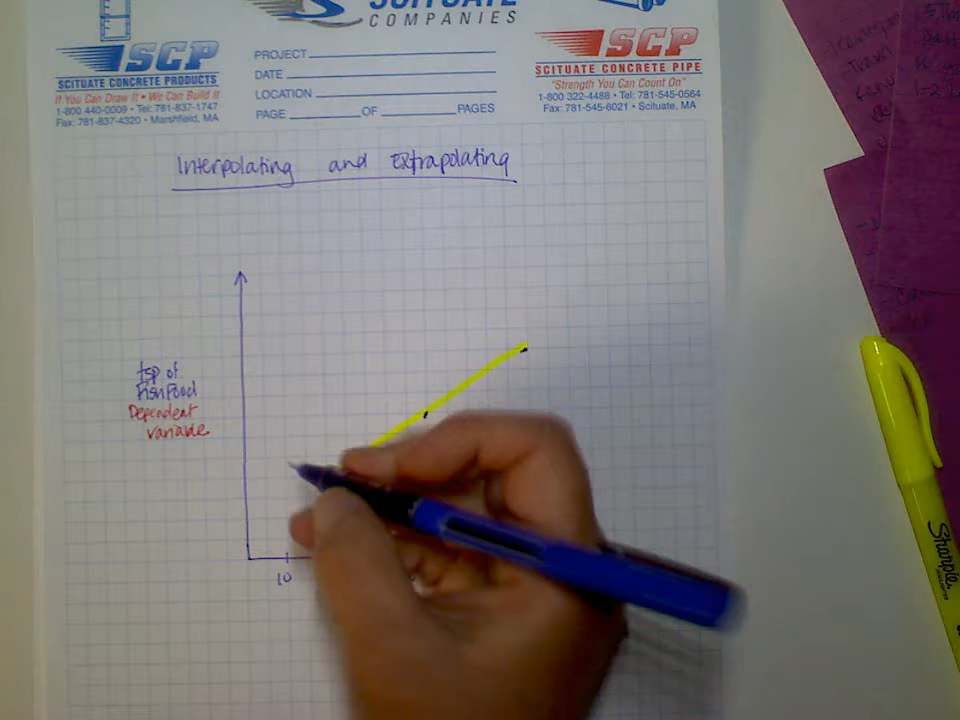 SCITUATE
COMPANIES
SCP
SCITUATE CONCRETE PRODUCTS
If You Can Draw It • We Can Build It
1-800 440-0009 • Tel: 781-837-1747
Fax: 781-837-4320 • Marshfield, MA
PROJECT
DATE
LOCATION
PAGE OF PAGES
SCP
SCITUATE CONCRETE PIPE
"Strength You Can Count On"
1-800 322-4488 • Tel: 781-545-0564
Fax: 781-545-6021 • Scituate, MA
Interpolating and Extrapolating
tsp of
Fish Food
Dependent
variable
10
Sharpie